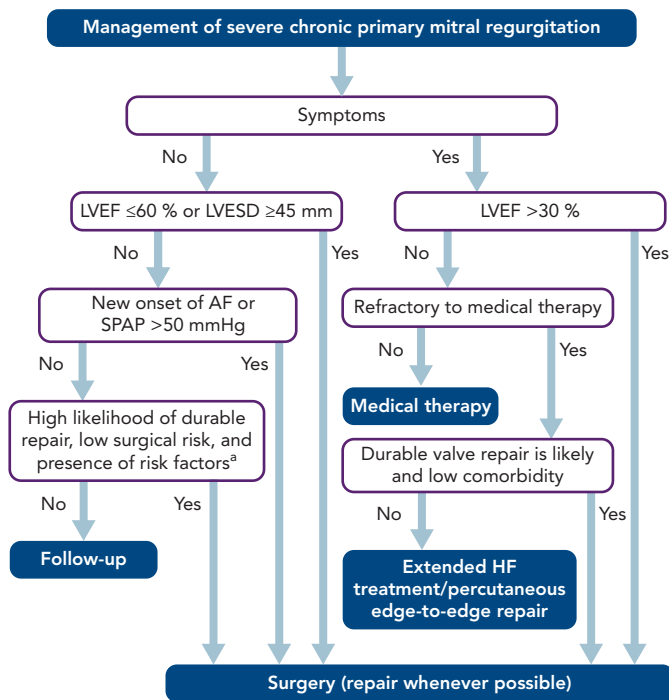 Management of severe chronic primary mitral regurgitation
Symptoms
No
Yes
LVEF ≤60 % or LVESD ≥45 mm
LVEF >30 %
No
Yes
No
Yes
New onset of AF or
SPAP >50 mmHg
Refractory to medical therapy
No
Yes
No
Yes
Medical therapy
High likelihood of durable
repair, low surgical risk, and
presence of risk factorsᵃ
Durable valve repair is likely
and low comorbidity
No
Yes
No
Yes
Follow-up
Extended HF
treatment/percutaneous
edge-to-edge repair
Surgery (repair whenever possible)